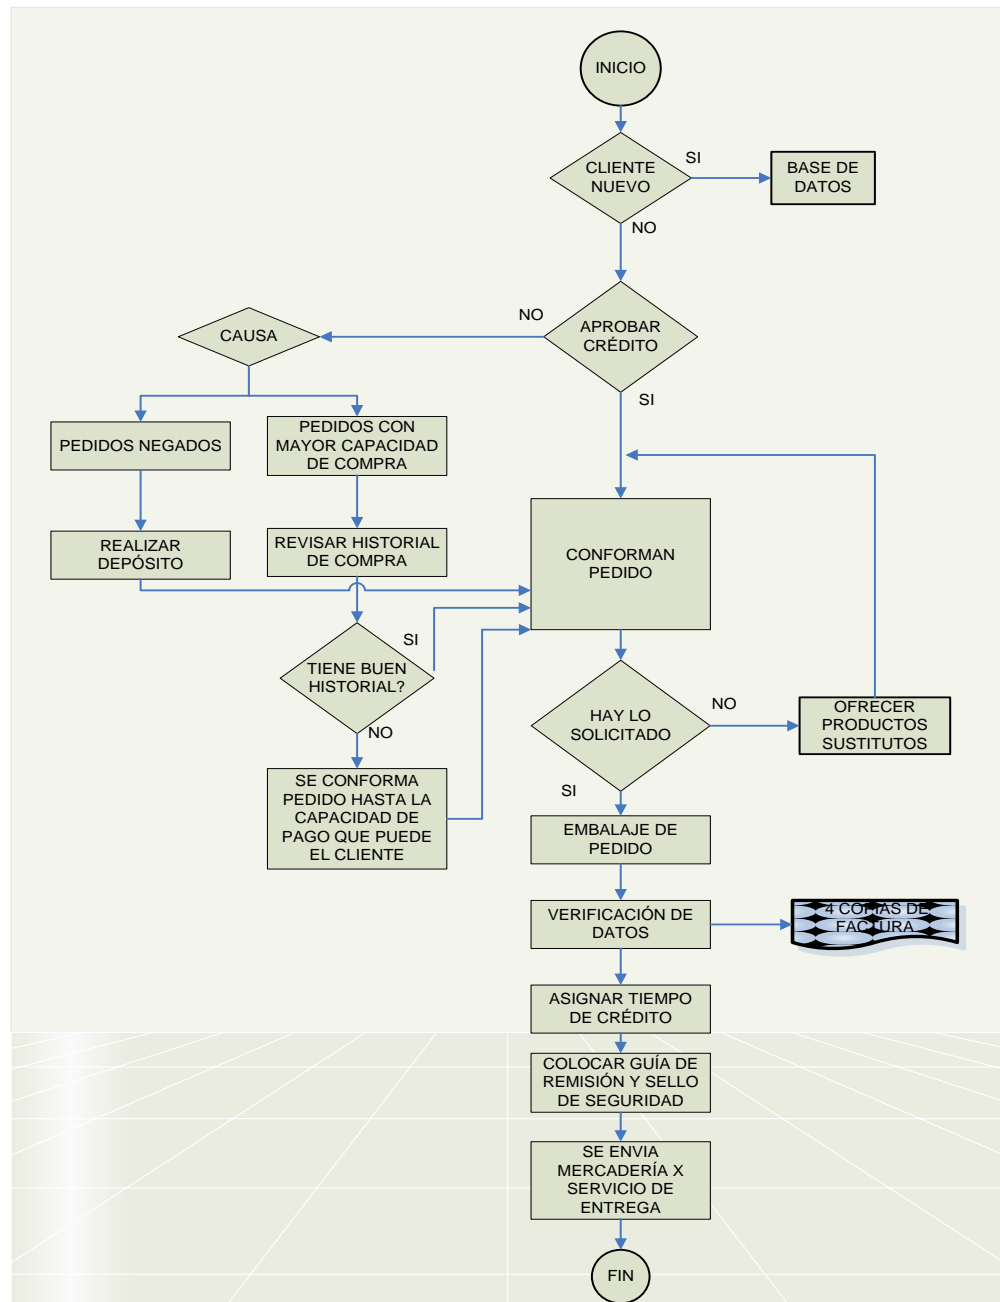 INICIO
CLIENTE
NUEVO
SI
BASE DE
DATOS
NO
APROBAR
CRÉDITO
NO
CAUSA
SI
PEDIDOS NEGADOS
PEDIDOS CON
MAYOR CAPACIDAD
DE COMPRA
REALIZAR
DEPÓSITO
REVISAR HISTORIAL
DE COMPRA
CONFORMAN
PEDIDO
SI
TIENE BUEN
HISTORIAL?
NO
HAY LO
SOLICITADO
NO
OFRECER
PRODUCTOS
SUSTITUTOS
SE CONFORMA
PEDIDO HASTA LA
CAPACIDAD DE
PAGO QUE PUEDE
EL CLIENTE
SI
EMBALAJE DE
PEDIDO
VERIFICACIÓN DE
DATOS
4 COPIAS DE
FACTURA
ASIGNAR TIEMPO
DE CRÉDITO
COLOCAR GUÍA DE
REMISIÓN Y SELLO
DE SEGURIDAD
SE ENVIA
MERCADERÍA X
SERVICIO DE
ENTREGA
FIN